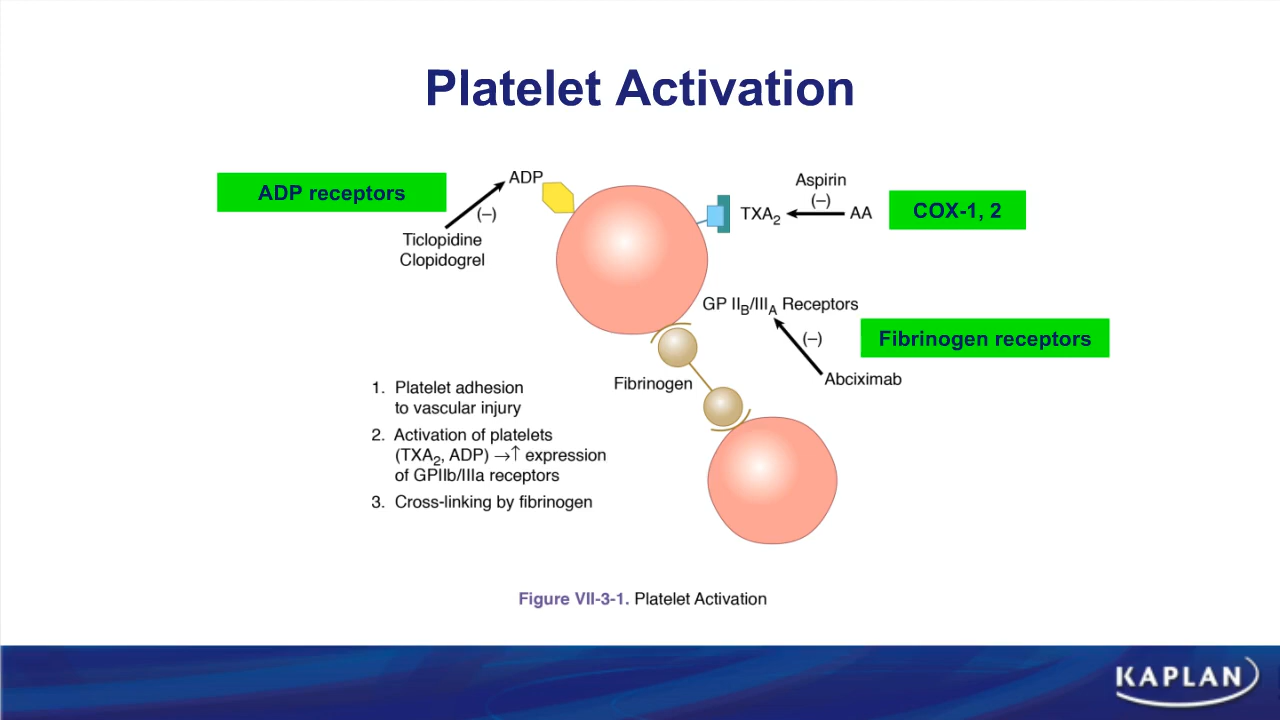 Platelet Activation
ADP receptors
ADP
(–)
Ticlopidine
Clopidogrel
Aspirin
(–)
TXA₂
AA
COX-1, 2
GP II_B/III_A Receptors
(–)
Fibrinogen receptors
Abciximab
Fibrinogen
1. Platelet adhesion
to vascular injury
2. Activation of platelets
(TXA₂, ADP) →↑ expression
of GPIIb/IIIa receptors
3. Cross-linking by fibrinogen
Figure VII-3-1. Platelet Activation
KAPLAN